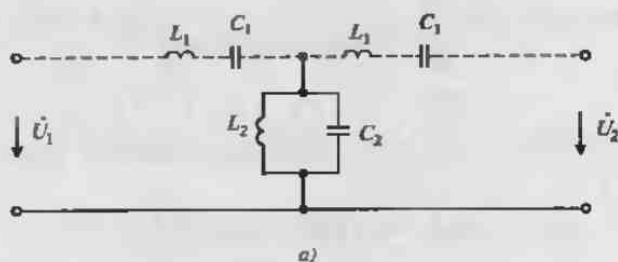 L₁ C₁ L₁ C₁
U̇₁ L₂ C₂ U̇₂
а)